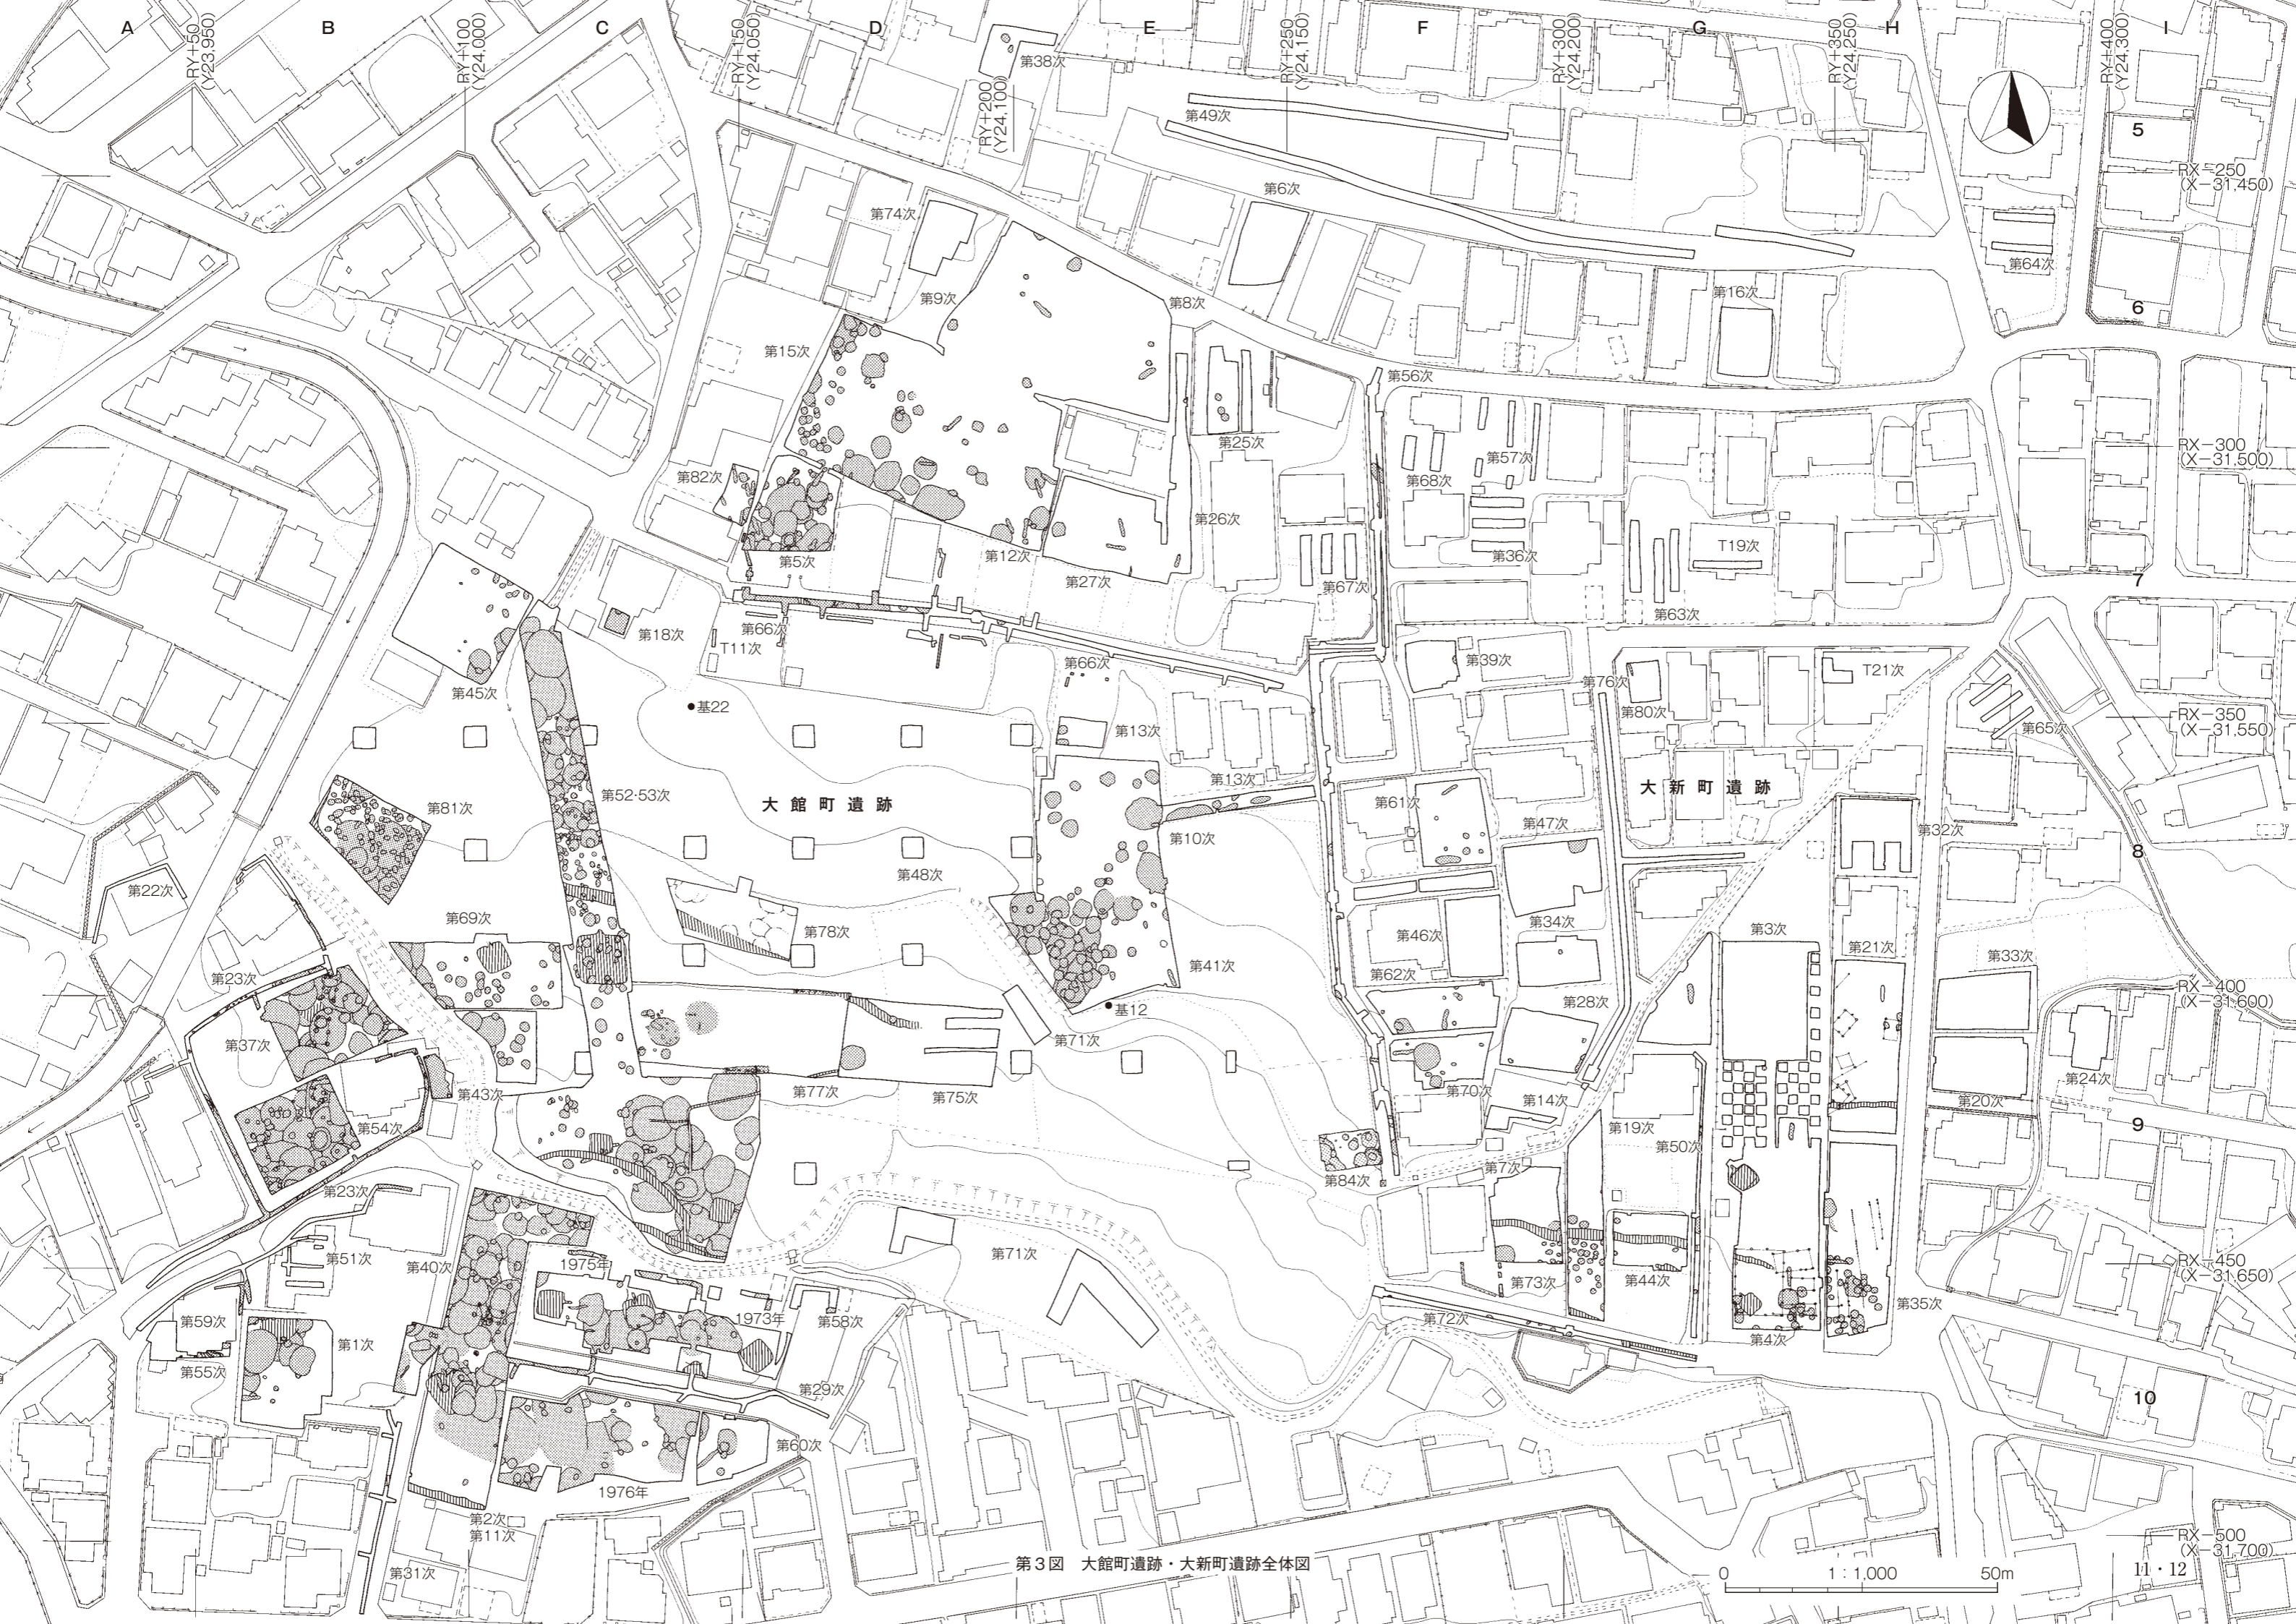 A
B
C
D
E
F
G
H
I
RY+50
(Y23,950)
RY+100
(Y24,000)
RY+150
(Y24,050)
RY+200
(Y24,100)
RY+250
(Y24,150)
RY+300
(Y24,200)
RY+350
(Y24,250)
RY+400
(Y24,300)
第38次
第49次
5
RX−250
(X−31,450)
第6次
第74次
第64次
第9次
第8次
第16次
6
第15次
第56次
第25次
RX−300
(X−31,500)
第57次
第82次
第68次
第26次
第5次
第12次
第36次
T19次
第27次
第67次
7
第63次
第66次
第18次
T11次
第66次
第39次
T21次
第45次
第76次
基22
第80次
RX−350
(X−31,550)
第65次
第13次
第13次
第52・53次
大館町遺跡
大新町遺跡
第81次
第61次
第47次
第32次
第10次
8
第48次
第22次
第69次
第78次
第34次
第3次
第46次
第21次
第33次
第41次
第62次
第23次
RX−400
(X−31,600)
第28次
基12
第37次
第71次
第24次
第43次
第77次
第75次
第70次
第14次
第20次
第54次
第19次
9
第50次
第7次
第84次
第23次
第71次
第51次
第40次
1975年
RX−450
(X−31,650)
第73次
第44次
第35次
第59次
第1次
1973年
第58次
第72次
第4次
第55次
第29次
10
第60次
1976年
第2次
第11次
RX−500
(X−31,700)
第31次
第3図　大館町遺跡・大新町遺跡全体図
0
1：1,000
50m
11・12